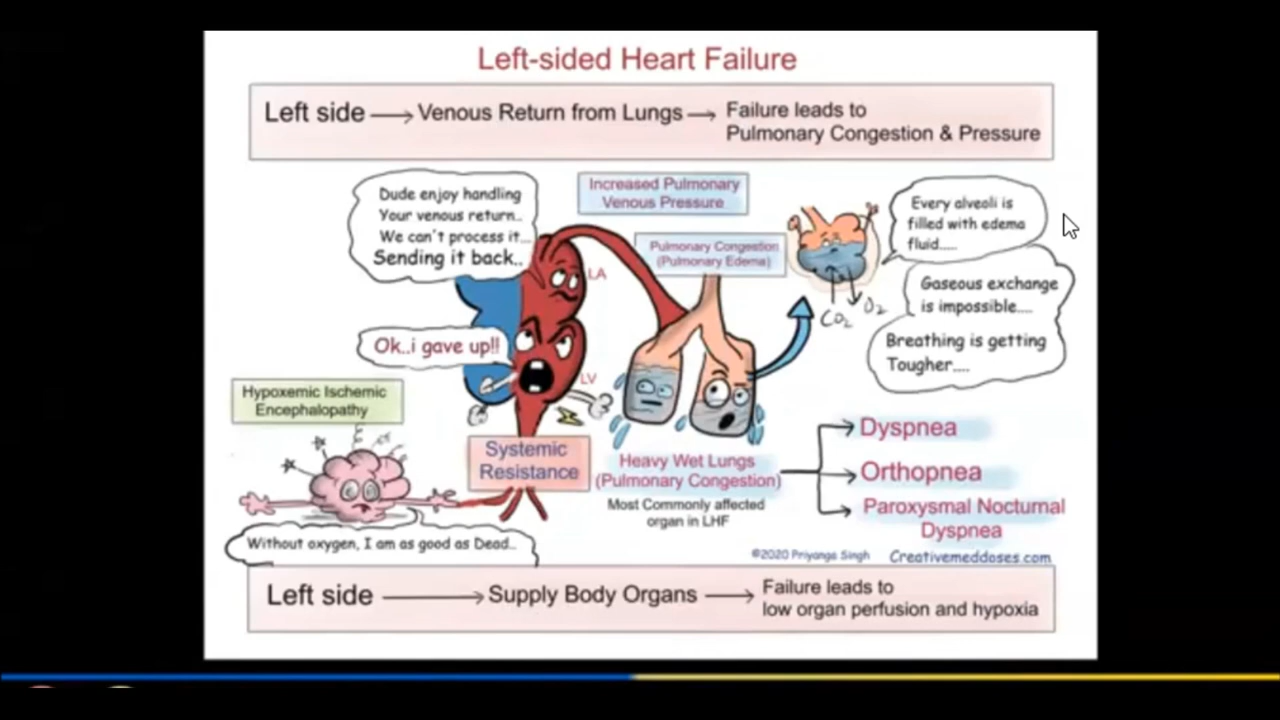 Left-sided Heart Failure
Left side → Venous Return from Lungs → Failure leads to
Pulmonary Congestion & Pressure
Dude enjoy handling
Your venous return..
We can't process it...
Sending it back..
Increased Pulmonary
Venous Pressure
Pulmonary Congestion
(Pulmonary Edema)
Every alveoli is
filled with edema
fluid.....
Gaseous exchange
is impossible....
Breathing is getting
Tougher....
CO2
O2
LA
Ok..i gave up!!
LV
Hypoxemic Ischemic
Encephalopathy
Systemic
Resistance
Heavy Wet Lungs
(Pulmonary Congestion)
Most Commonly affected
organ in LHF
Dyspnea
Orthopnea
Paroxysmal Nocturnal
Dyspnea
Without oxygen, I am as good as Dead..
©2020 Priyanga Singh
Creativemeddoses.com
Left side → Supply Body Organs → Failure leads to
low organ perfusion and hypoxia